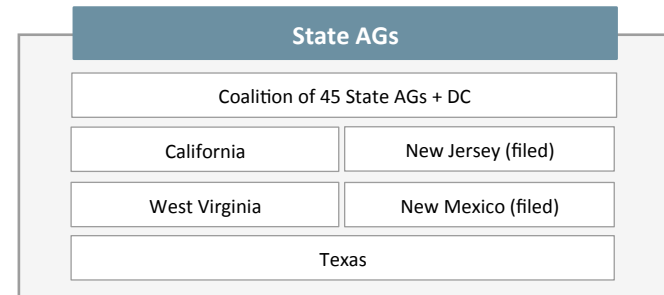 State AGs
Coalition of 45 State AGs + DC
California
New Jersey (filed)
West Virginia
New Mexico (filed)
Texas